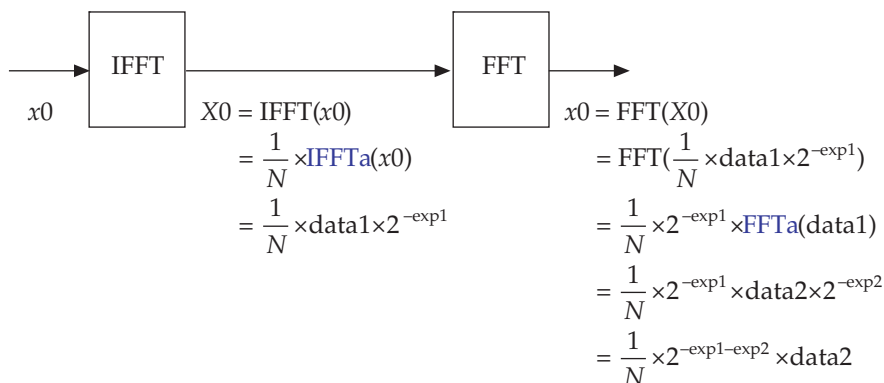 IFFT
FFT
x0
X0 = IFFT(x0)
= 1/N ×IFFTa(x0)
= 1/N ×data1×2^–exp1
x0 = FFT(X0)
= FFT(1/N ×data1×2^–exp1)
= 1/N ×2^–exp1 ×FFTa(data1)
= 1/N ×2^–exp1 ×data2×2^–exp2
= 1/N ×2^–exp1–exp2 ×data2